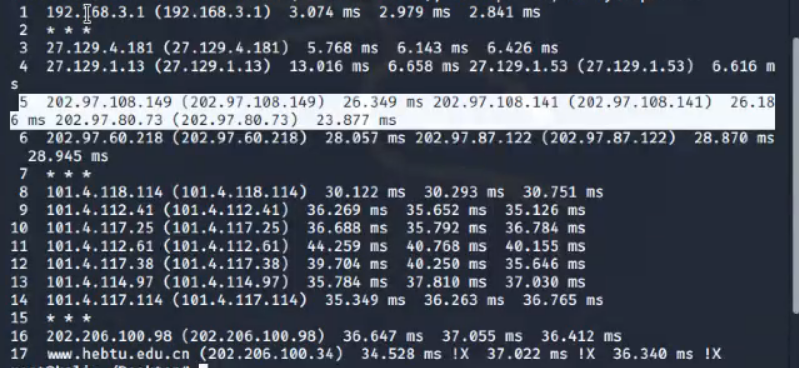 1  192.168.3.1 (192.168.3.1)  3.074 ms  2.979 ms  2.841 ms
2  * * *
3  27.129.4.181 (27.129.4.181)  5.768 ms  6.143 ms  6.426 ms
4  27.129.1.13 (27.129.1.13)  13.016 ms  6.658 ms 27.129.1.53 (27.129.1.53)  6.616 m
s
5  202.97.108.149 (202.97.108.149)  26.349 ms 202.97.108.141 (202.97.108.141)  26.18
6 ms 202.97.80.73 (202.97.80.73)  23.877 ms
6  202.97.60.218 (202.97.60.218)  28.057 ms 202.97.87.122 (202.97.87.122)  28.870 ms
28.945 ms
7  * * *
8  101.4.118.114 (101.4.118.114)  30.122 ms  30.293 ms  30.751 ms
9  101.4.112.41 (101.4.112.41)  36.269 ms  35.652 ms  35.126 ms
10  101.4.117.25 (101.4.117.25)  36.688 ms  35.792 ms  36.784 ms
11  101.4.112.61 (101.4.112.61)  44.259 ms  40.768 ms  40.155 ms
12  101.4.117.38 (101.4.117.38)  39.704 ms  40.250 ms  35.646 ms
13  101.4.114.97 (101.4.114.97)  35.784 ms  37.810 ms  37.030 ms
14  101.4.117.114 (101.4.117.114)  35.349 ms  36.263 ms  36.765 ms
15  * * *
16  202.206.100.98 (202.206.100.98)  36.647 ms  37.055 ms  36.412 ms
17  www.hebtu.edu.cn (202.206.100.34)  34.528 ms !X  37.022 ms !X  36.340 ms !X